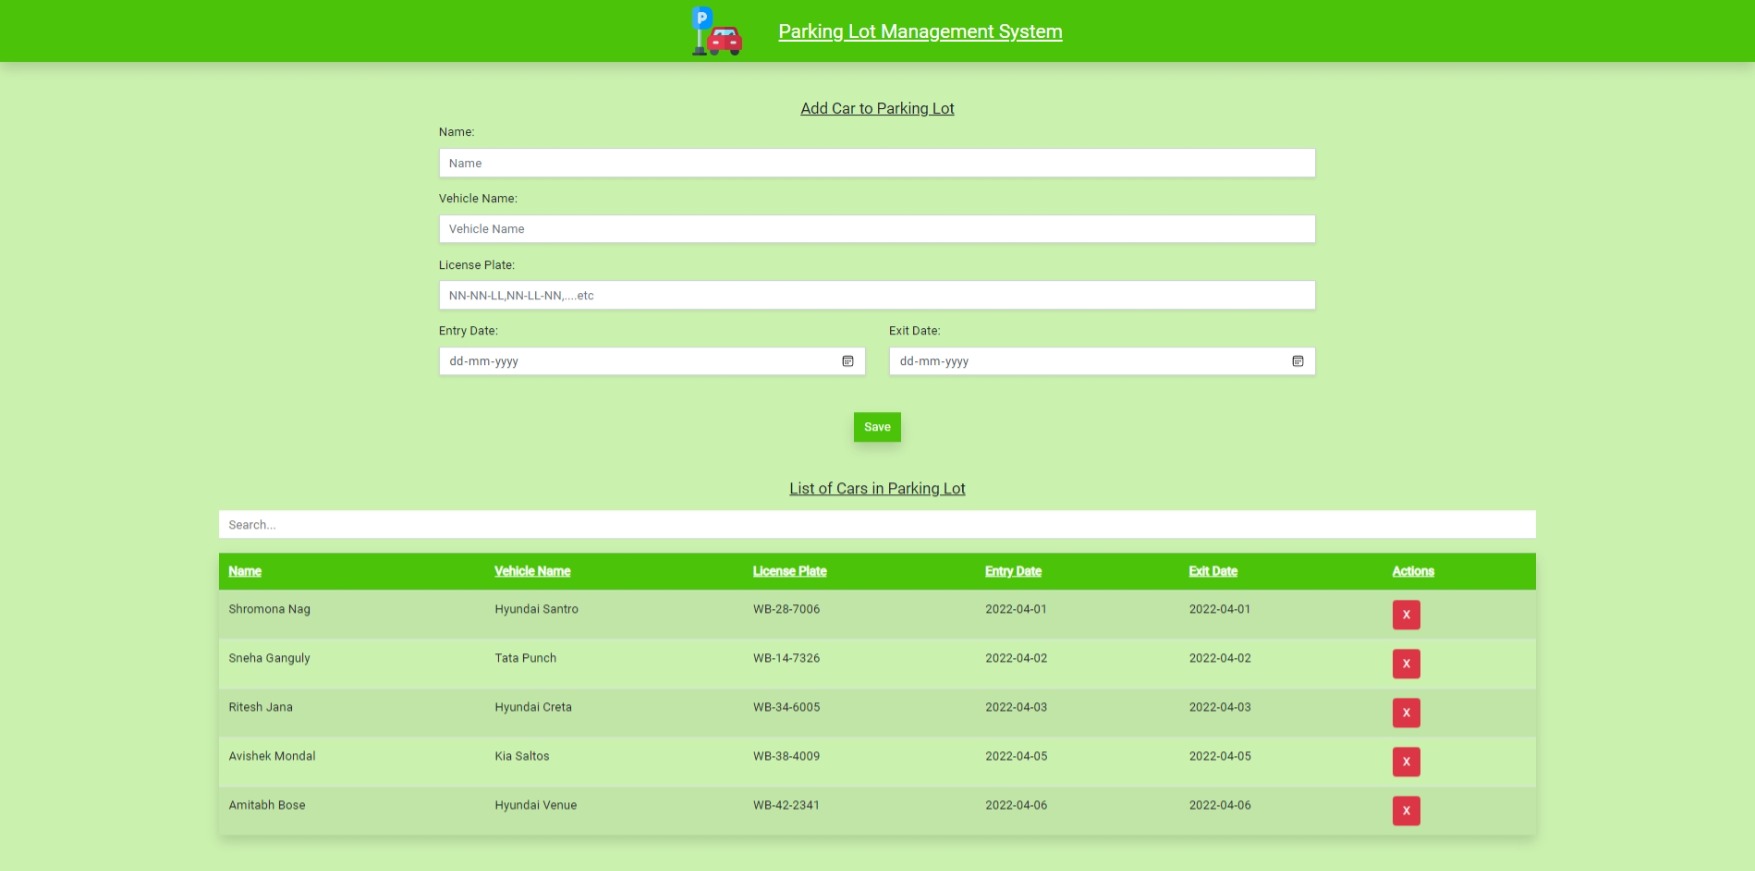 P
Parking Lot Management System
Add Car to Parking Lot
Name:
Name
Vehicle Name:
Vehicle Name
License Plate:
NN-NN-LL,NN-LL-NN,....etc
Entry Date: Exit Date:
dd-mm-yyyy dd-mm-yyyy
Save
List of Cars in Parking Lot
Search...
Name Vehicle Name License Plate Entry Date Exit Date Actions
Shromona Nag Hyundai Santro WB-28-7006 2022-04-01 2022-04-01 X
Sneha Ganguly Tata Punch WB-14-7326 2022-04-02 2022-04-02 X
Ritesh Jana Hyundai Creta WB-34-6005 2022-04-03 2022-04-03 X
Avishek Mondal Kia Saltos WB-38-4009 2022-04-05 2022-04-05 X
Amitabh Bose Hyundai Venue WB-42-2341 2022-04-06 2022-04-06 X